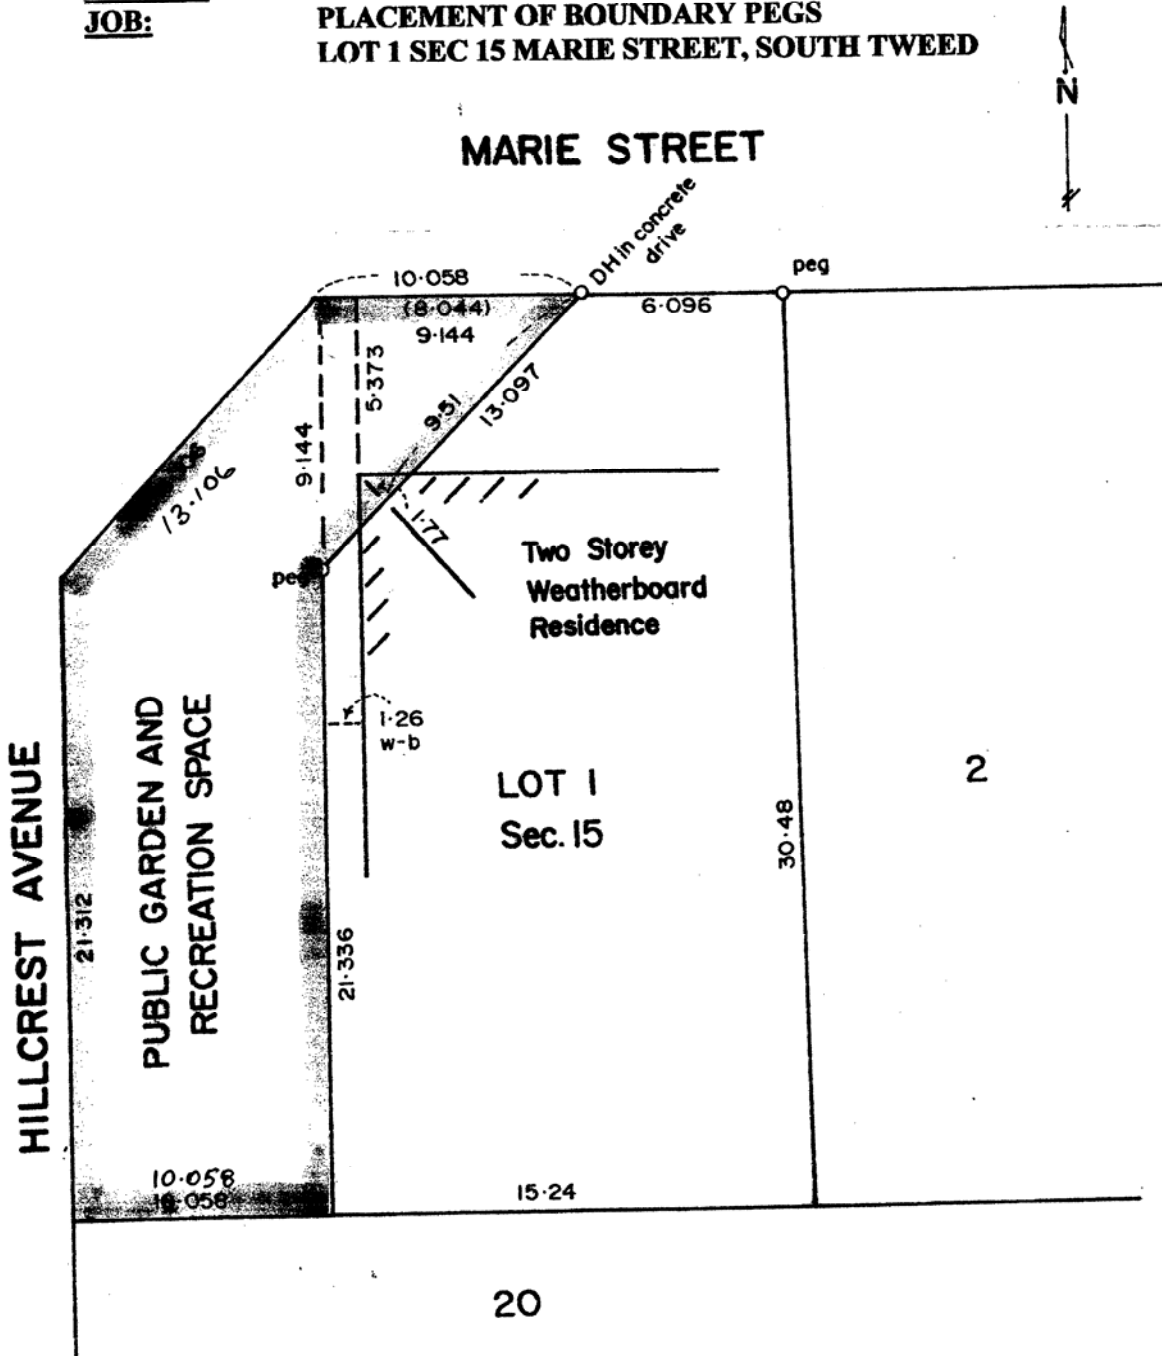 JOB:
PLACEMENT OF BOUNDARY PEGS
LOT 1 SEC 15 MARIE STREET, SOUTH TWEED
N
MARIE STREET
DH in concrete
drive
peg
10·058
(8·044)
9·144
6·096
5·373
9·51
13·097
9·144
13·106
1·77
Two Storey
Weatherboard
Residence
peg
1·26
w-b
PUBLIC GARDEN AND
RECREATION SPACE
HILLCREST AVENUE
LOT 1
Sec. 15
2
30·48
21·312
21·336
10·058
10·058
15·24
20